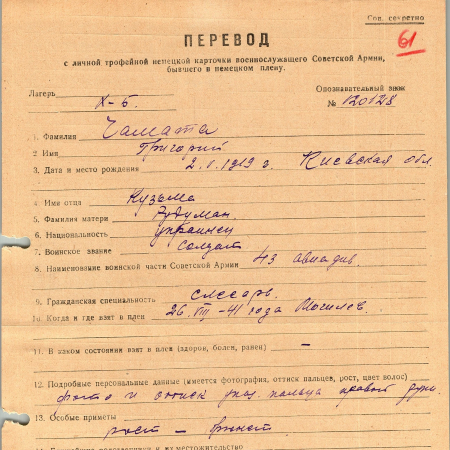 Сов. секретно
61
ПЕРЕВОД
с личной трофейной немецкой карточки военнослужащего Советской Армии,
бывшего в немецком плену.
Лагерь X-Б. Опознавательный знак
№ 120128
1. Фамилия Чамата
2. Имя Григорий
3. Дата и место рождения 2.I.1919 г. Киевская обл.
4. Имя отца Кузьма
5. Фамилия матери Рудуман.
6. Национальность украинец
7. Воинское звание солдат
8. Наименование воинской части Советской Армии 43 авиадив
9. Гражданская специальность слесарь.
10. Когда и где взят в плен 26.VII-41 года Могилев.
11. В каком состоянии взят в плен (здоров, болен, ранен) —
12. Подробные персональные данные (имеется фотография, оттиск пальцев, рост, цвет волос)
фото и оттиск указ. пальца правой руки.
13. Особые приметы
рост —